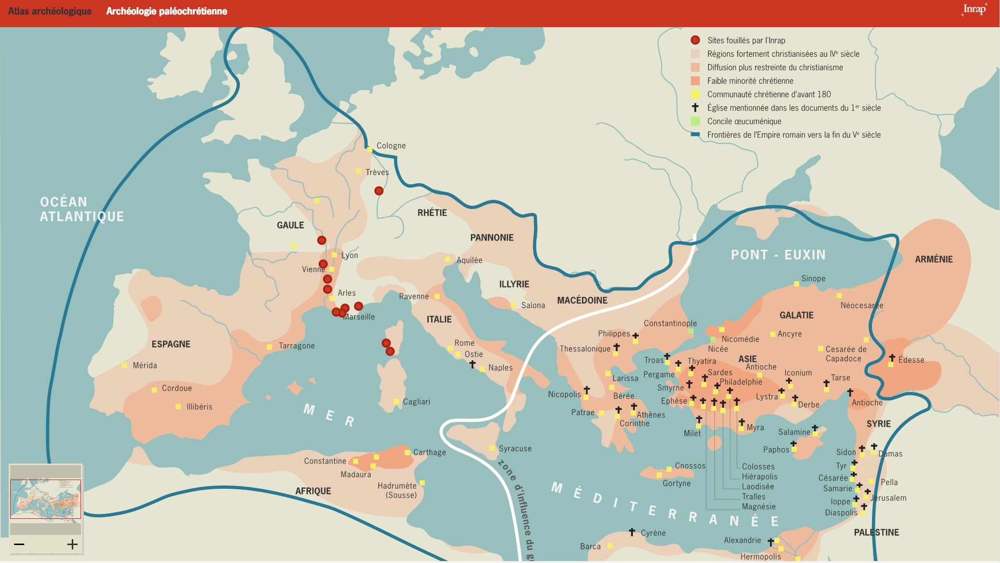 Atlas archéologique Archéologie paléochrétienne
Inrap
Sites fouillés par l'Inrap
Régions fortement christianisées au IVe siècle
Diffusion plus restreinte du christianisme
Faible minorité chrétienne
Communauté chrétienne d'avant 180
Église mentionnée dans les documents du 1er siècle
Concile œucuménique
Frontières de l'Empire romain vers la fin du Ve siècle
Cologne
Trèves
OCÉAN
ATLANTIQUE
RHÉTIE
GAULE
PANNONIE
Lyon
Vienne
Aquilée
PONT - EUXIN
ARMÉNIE
ILLYRIE
Sinope
Arles
Ravenne
MACÉDOINE
Salona
Néocesarée
Marseille
ITALIE
GALATIE
Constantinople
Philippes
Ancyre
Nicomédie
Nicée
ESPAGNE
Tarragone
Rome
Ostie
Thessalonique
Cesarée de
Capadoce
Mérida
Naples
Troas
Thyatira
ASIE
Antioche
Édesse
Larissa
Pergame
Sardes
Iconium
Tarse
Philadelphie
Cordoue
Smyrne
Nicopolis
Bérée
Lystra
Illibéris
Cagliari
Ephèse
Derbe
Antioche
MER
Patrae
Athènes
Corinthe
Milet
Myra
SYRIE
Salamine
Syracuse
Paphos
Carthage
Constantine
Sidon
Damas
Madaura
Cnossos
Gortyne
Colosses
Tyr
Hiérapolis
Césarée
Pella
Hadrumète
(Sousse)
AFRIQUE
Laodisée
Samarie
Tralles
Jérusalem
Ioppe
Magnésie
Diaspolis
MÉDITERRANÉE
zone d'influence du
PALESTINE
Cyrène
Barca
Alexandrie
Hermopolis